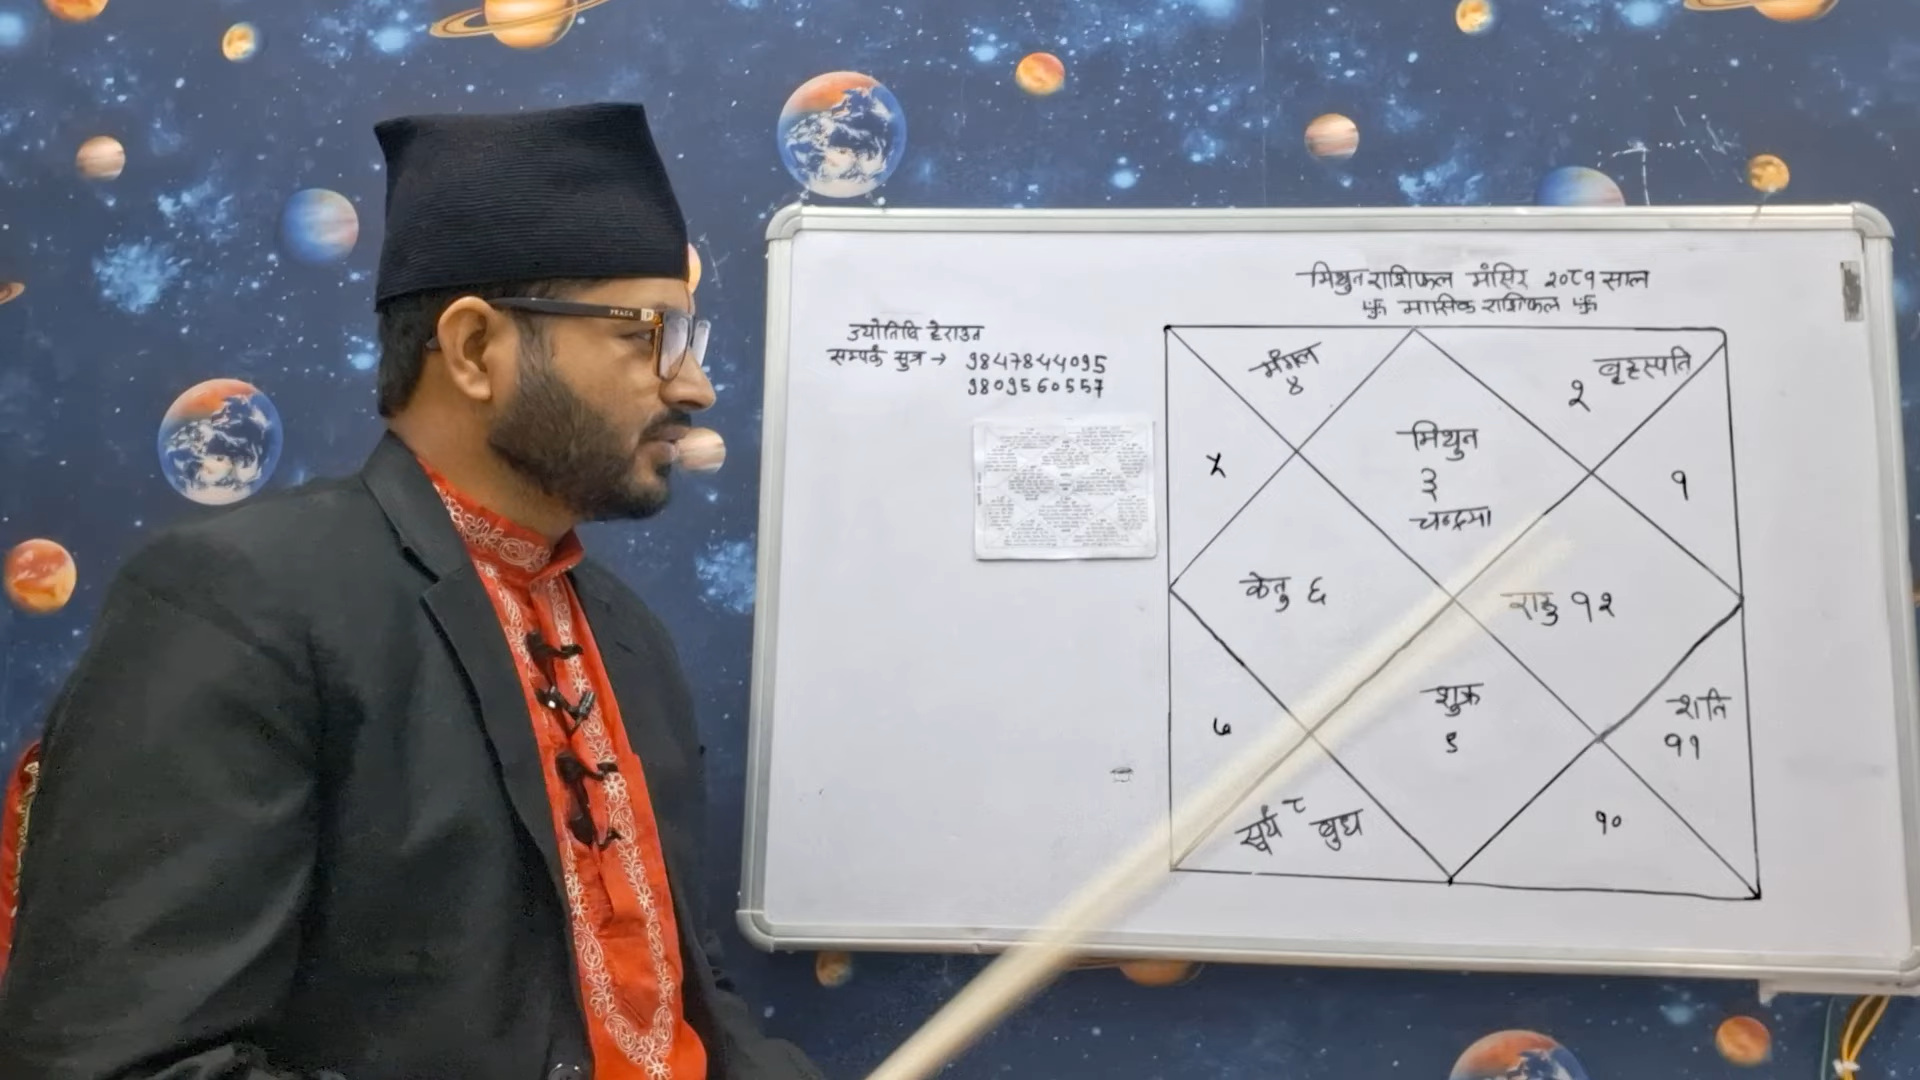 मिथुन राशिफल मंसिर २०८१ साल
卐 मासिक राशिफल 卐
ज्योतिषि हेराउन
सम्पर्क सुत्र → 9847844095
9809560557
PRADA
मंगल
४
बृहस्पति
२
मिथुन
३
चन्द्रमा
५
१
केतु ६
राहु १२
शुक्र
९
शनि
११
७
सूर्य ८ बुध
१०